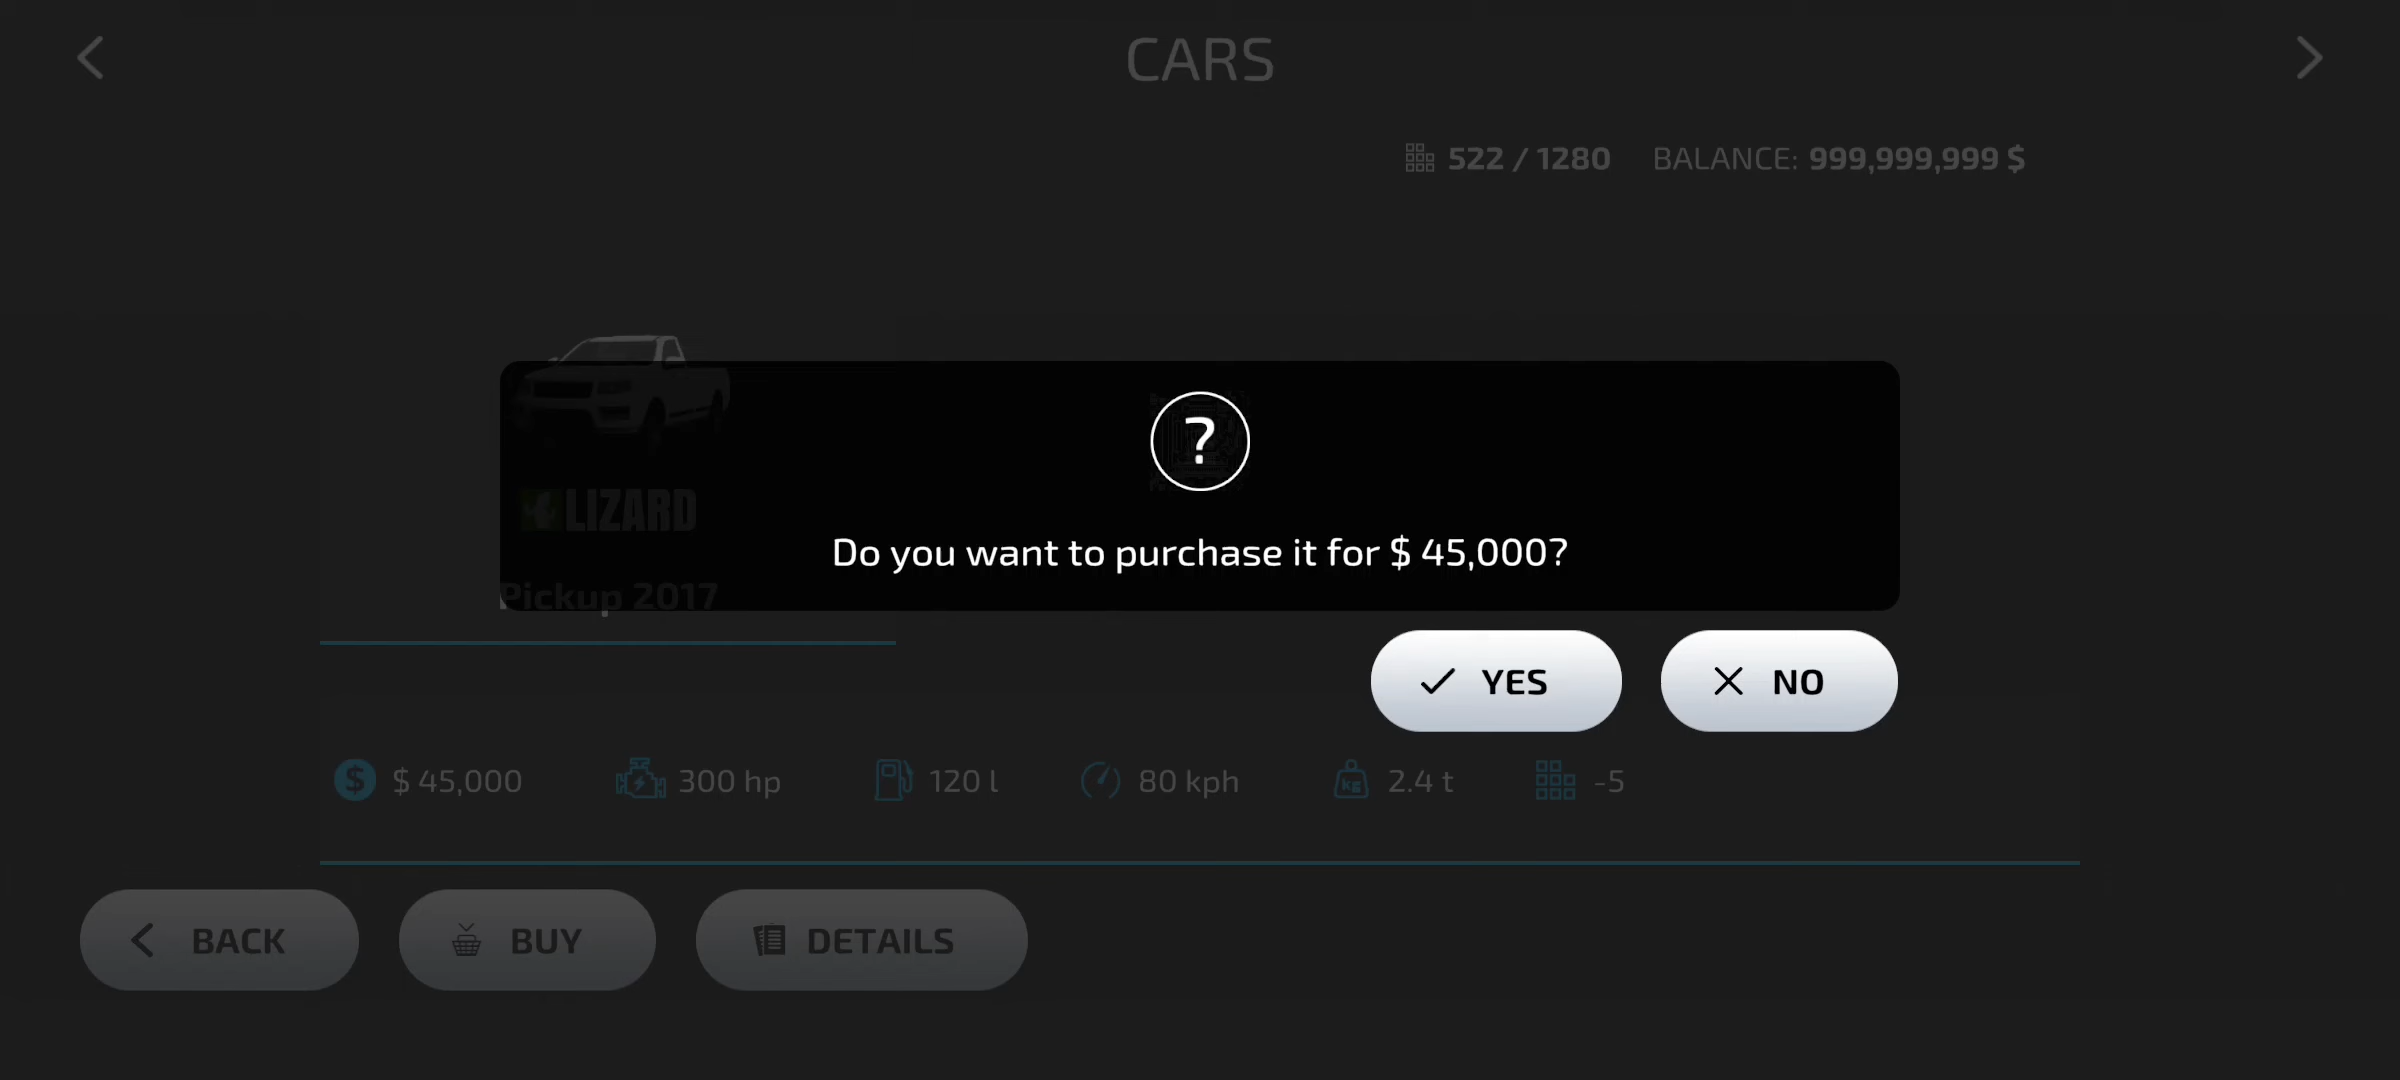 CARS
522 / 1280 BALANCE: 999,999,999 $
?
LIZARD
Do you want to purchase it for $ 45,000?
Pickup 2017
YES NO
$ $ 45,000 300 hp 120 l 80 kph kg 2.4 t -5
BACK BUY DETAILS